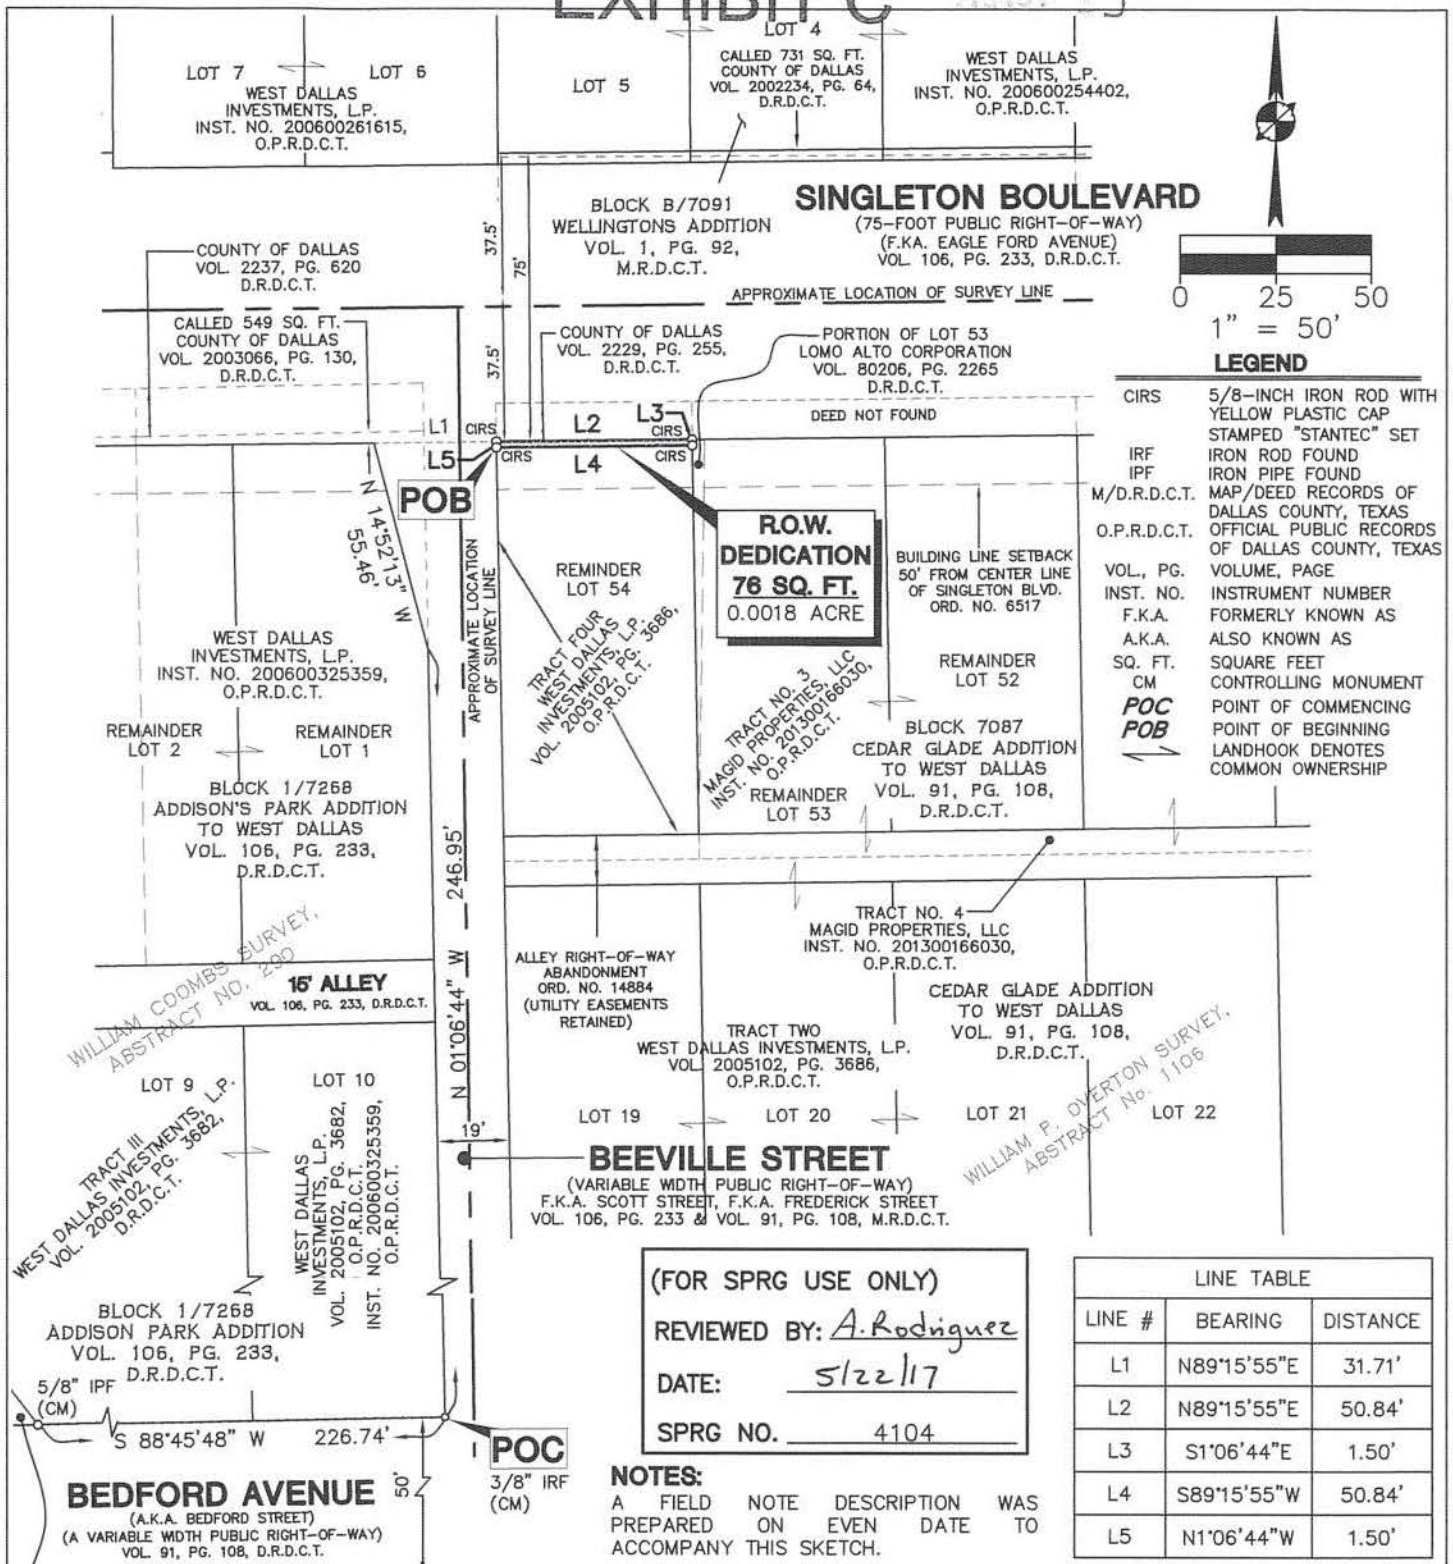 EXHIBIT C
LOT 7
LOT 6
WEST DALLAS
INVESTMENTS, L.P.
INST. NO. 200600261615,
O.P.R.D.C.T.
LOT 5
LOT 4
CALLED 731 SQ. FT.
COUNTY OF DALLAS
VOL. 2002234, PG. 64,
D.R.D.C.T.
WEST DALLAS
INVESTMENTS, L.P.
INST. NO. 200600254402,
O.P.R.D.C.T.
BLOCK B/7091
WELLINGTONS ADDITION
VOL. 1, PG. 92,
M.R.D.C.T.
SINGLETON BOULEVARD
(75-FOOT PUBLIC RIGHT-OF-WAY)
(F.KA. EAGLE FORD AVENUE)
VOL. 106, PG. 233, D.R.D.C.T.
37.5'
75'
COUNTY OF DALLAS
VOL. 2237, PG. 620
D.R.D.C.T.
APPROXIMATE LOCATION OF SURVEY LINE
0 25 50
1" = 50'
CALLED 549 SQ. FT.
COUNTY OF DALLAS
VOL. 2003066, PG. 130,
D.R.D.C.T.
37.5'
COUNTY OF DALLAS
VOL. 2229, PG. 255,
D.R.D.C.T.
PORTION OF LOT 53
LOMO ALTO CORPORATION
VOL. 80206, PG. 2265
D.R.D.C.T.
DEED NOT FOUND
L1
CIRS
L2
L3
CIRS
L5
CIRS
L4
CIRS
POB
LEGEND
CIRS 5/8-INCH IRON ROD WITH
YELLOW PLASTIC CAP
STAMPED "STANTEC" SET
IRF IRON ROD FOUND
IPF IRON PIPE FOUND
M/D.R.D.C.T. MAP/DEED RECORDS OF
DALLAS COUNTY, TEXAS
O.P.R.D.C.T. OFFICIAL PUBLIC RECORDS
OF DALLAS COUNTY, TEXAS
VOL., PG. VOLUME, PAGE
INST. NO. INSTRUMENT NUMBER
F.K.A. FORMERLY KNOWN AS
A.K.A. ALSO KNOWN AS
SQ. FT. SQUARE FEET
CM CONTROLLING MONUMENT
POC POINT OF COMMENCING
POB POINT OF BEGINNING
LANDHOOK DENOTES
COMMON OWNERSHIP
N 14°52'13" W
55.46'
APPROXIMATE LOCATION
OF SURVEY LINE
REMINDER
LOT 54
TRACT FOUR
WEST DALLAS
INVESTMENTS, L.P.
VOL. 2005102, PG. 3686,
O.P.R.D.C.T.
R.O.W.
DEDICATION
76 SQ. FT.
0.0018 ACRE
BUILDING LINE SETBACK
50' FROM CENTER LINE
OF SINGLETON BLVD.
ORD. NO. 6517
WEST DALLAS
INVESTMENTS, L.P.
INST. NO. 200600325359,
O.P.R.D.C.T.
REMAINDER
LOT 2
REMAINDER
LOT 1
BLOCK 1/7268
ADDISON'S PARK ADDITION
TO WEST DALLAS
VOL. 106, PG. 233,
D.R.D.C.T.
TRACT NO. 3
MAGID PROPERTIES, LLC
INST. NO. 201300166030,
O.P.R.D.C.T.
REMAINDER
LOT 53
REMAINDER
LOT 52
BLOCK 7087
CEDAR GLADE ADDITION
TO WEST DALLAS
VOL. 91, PG. 108,
D.R.D.C.T.
N 01°06'44" W 246.95'
WILLIAM COOMBS SURVEY,
ABSTRACT NO. 290
15' ALLEY
VOL. 106, PG. 233, D.R.D.C.T.
ALLEY RIGHT-OF-WAY
ABANDONMENT
ORD. NO. 14884
(UTILITY EASEMENTS
RETAINED)
TRACT NO. 4
MAGID PROPERTIES, LLC
INST. NO. 201300166030,
O.P.R.D.C.T.
CEDAR GLADE ADDITION
TO WEST DALLAS
VOL. 91, PG. 108,
D.R.D.C.T.
TRACT TWO
WEST DALLAS INVESTMENTS, L.P.
VOL. 2005102, PG. 3686,
O.P.R.D.C.T.
WILLIAM P. OVERTON SURVEY,
ABSTRACT No. 1106
LOT 9
LOT 10
LOT 19
LOT 20
LOT 21
LOT 22
TRACT III
WEST DALLAS INVESTMENTS, L.P.
VOL. 2005102, PG. 3682,
D.R.D.C.T.
WEST DALLAS
INVESTMENTS, L.P.
VOL. 2005102, PG. 3682,
O.P.R.D.C.T.
INST. NO. 200600325359,
O.P.R.D.C.T.
19'
BEEVILLE STREET
(VARIABLE WIDTH PUBLIC RIGHT-OF-WAY)
F.K.A. SCOTT STREET, F.K.A. FREDERICK STREET
VOL. 106, PG. 233 & VOL. 91, PG. 108, M.R.D.C.T.
BLOCK 1/7268
ADDISON PARK ADDITION
VOL. 106, PG. 233,
D.R.D.C.T.
5/8" IPF
(CM)
S 88°45'48" W 226.74'
POC
3/8" IRF
(CM)
BEDFORD AVENUE
(A.K.A. BEDFORD STREET)
(A VARIABLE WIDTH PUBLIC RIGHT-OF-WAY)
VOL. 91, PG. 108, D.R.D.C.T.
50'
(FOR SPRG USE ONLY)
REVIEWED BY: A.Rodriguez
DATE: 5/22/17
SPRG NO. 4104
NOTES:
A FIELD NOTE DESCRIPTION WAS
PREPARED ON EVEN DATE TO
ACCOMPANY THIS SKETCH.
LINE TABLE
LINE # BEARING DISTANCE
L1 N89°15'55"E 31.71'
L2 N89°15'55"E 50.84'
L3 S1°06'44"E 1.50'
L4 S89°15'55"W 50.84'
L5 N1°06'44"W 1.50'